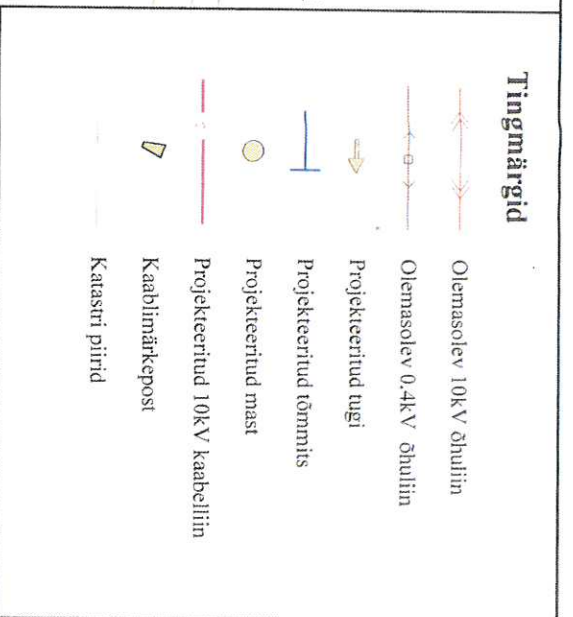 Tingmärgid
Olemasolev 10kV õhuliin
Olemasolev 0.4kV õhuliin
Projekteeritud tugi
Projekteeritud tõmmits
Projekteeritud mast
Projekteeritud 10kV kaabelliin
Kaablimärkepost
Katastri piirid